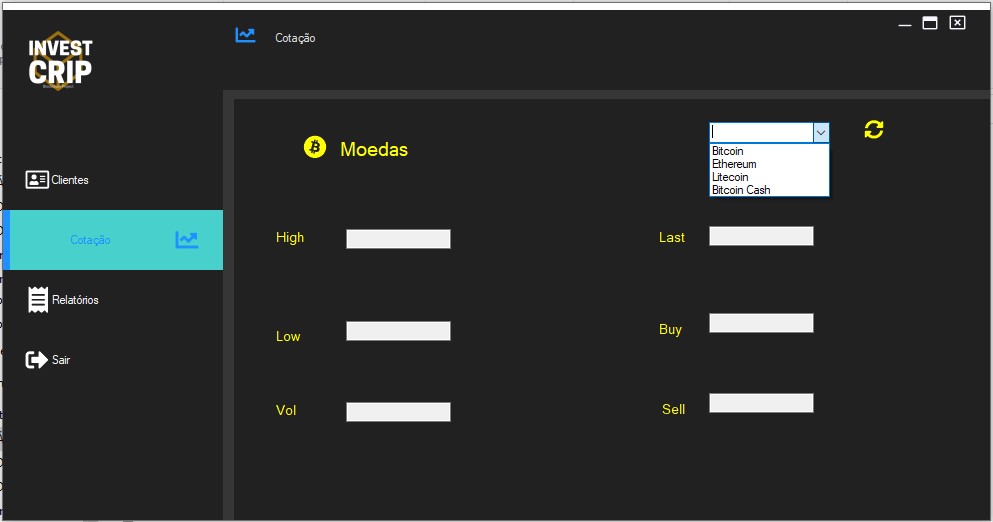 INVEST
CRIP
Cotação
Clientes
Cotação
Relatórios
Sair
Moedas
Bitcoin
Ethereum
Litecoin
Bitcoin Cash
High
Last
Low
Buy
Vol
Sell